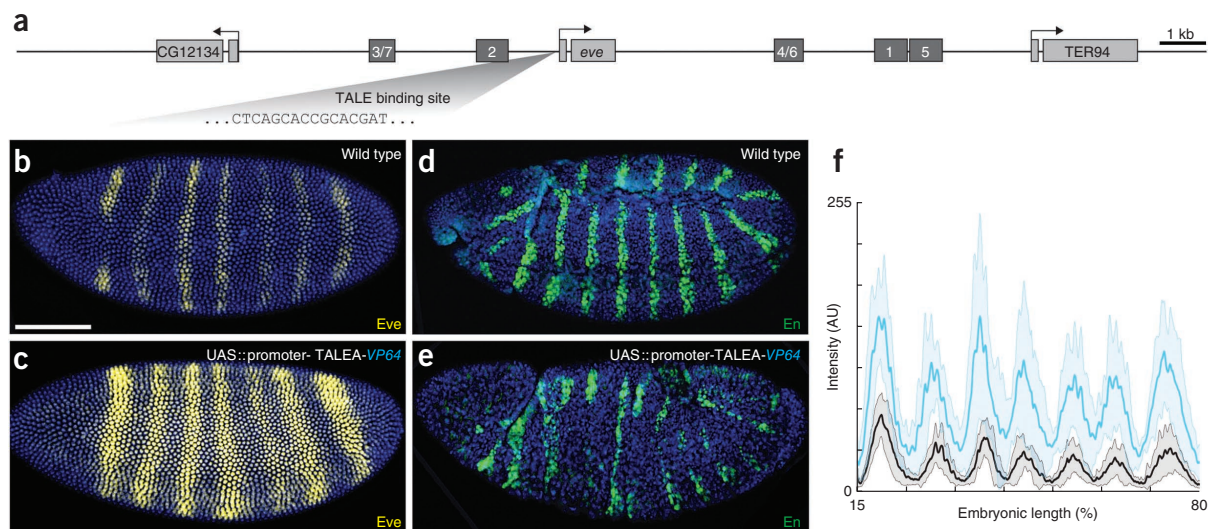 a
CG12134 3/7 2 eve 4/6 1 5 TER94 1 kb
TALE binding site
...CTCAGCACCGCACGAT...
b Wild type
Eve
d Wild type
En
c UAS::promoter- TALEA-VP64
Eve
e UAS::promoter-TALEA-VP64
En
f
255
Intensity (AU)
0
15 80
Embryonic length (%)